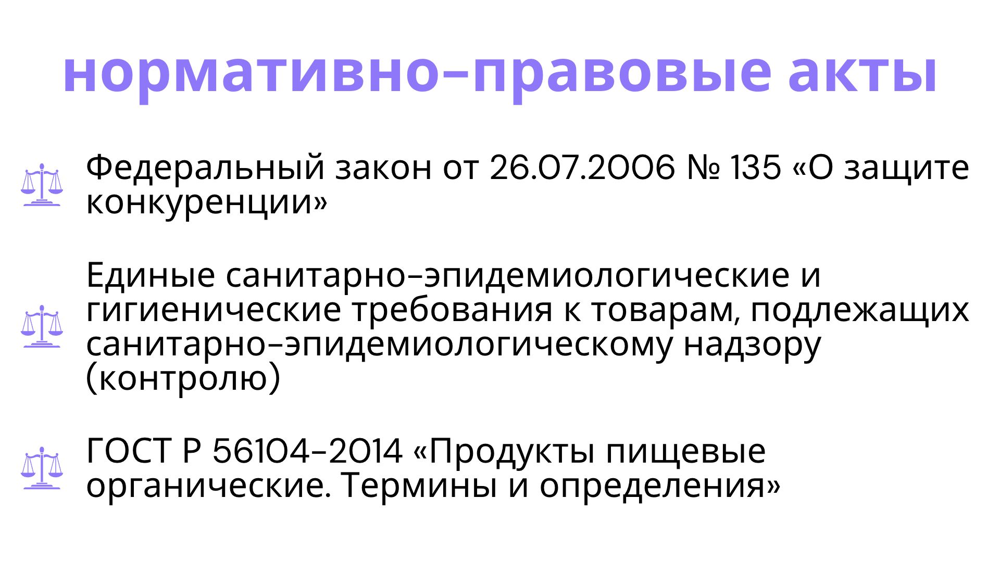 нормативно–правовые акты
Федеральный закон от 26.07.2006 № 135 «О защите
конкуренции»
Единые санитарно–эпидемиологические и
гигиенические требования к товарам, подлежащих
санитарно–эпидемиологическому надзору
(контролю)
ГОСТ Р 56104–2014 «Продукты пищевые
органические. Термины и определения»